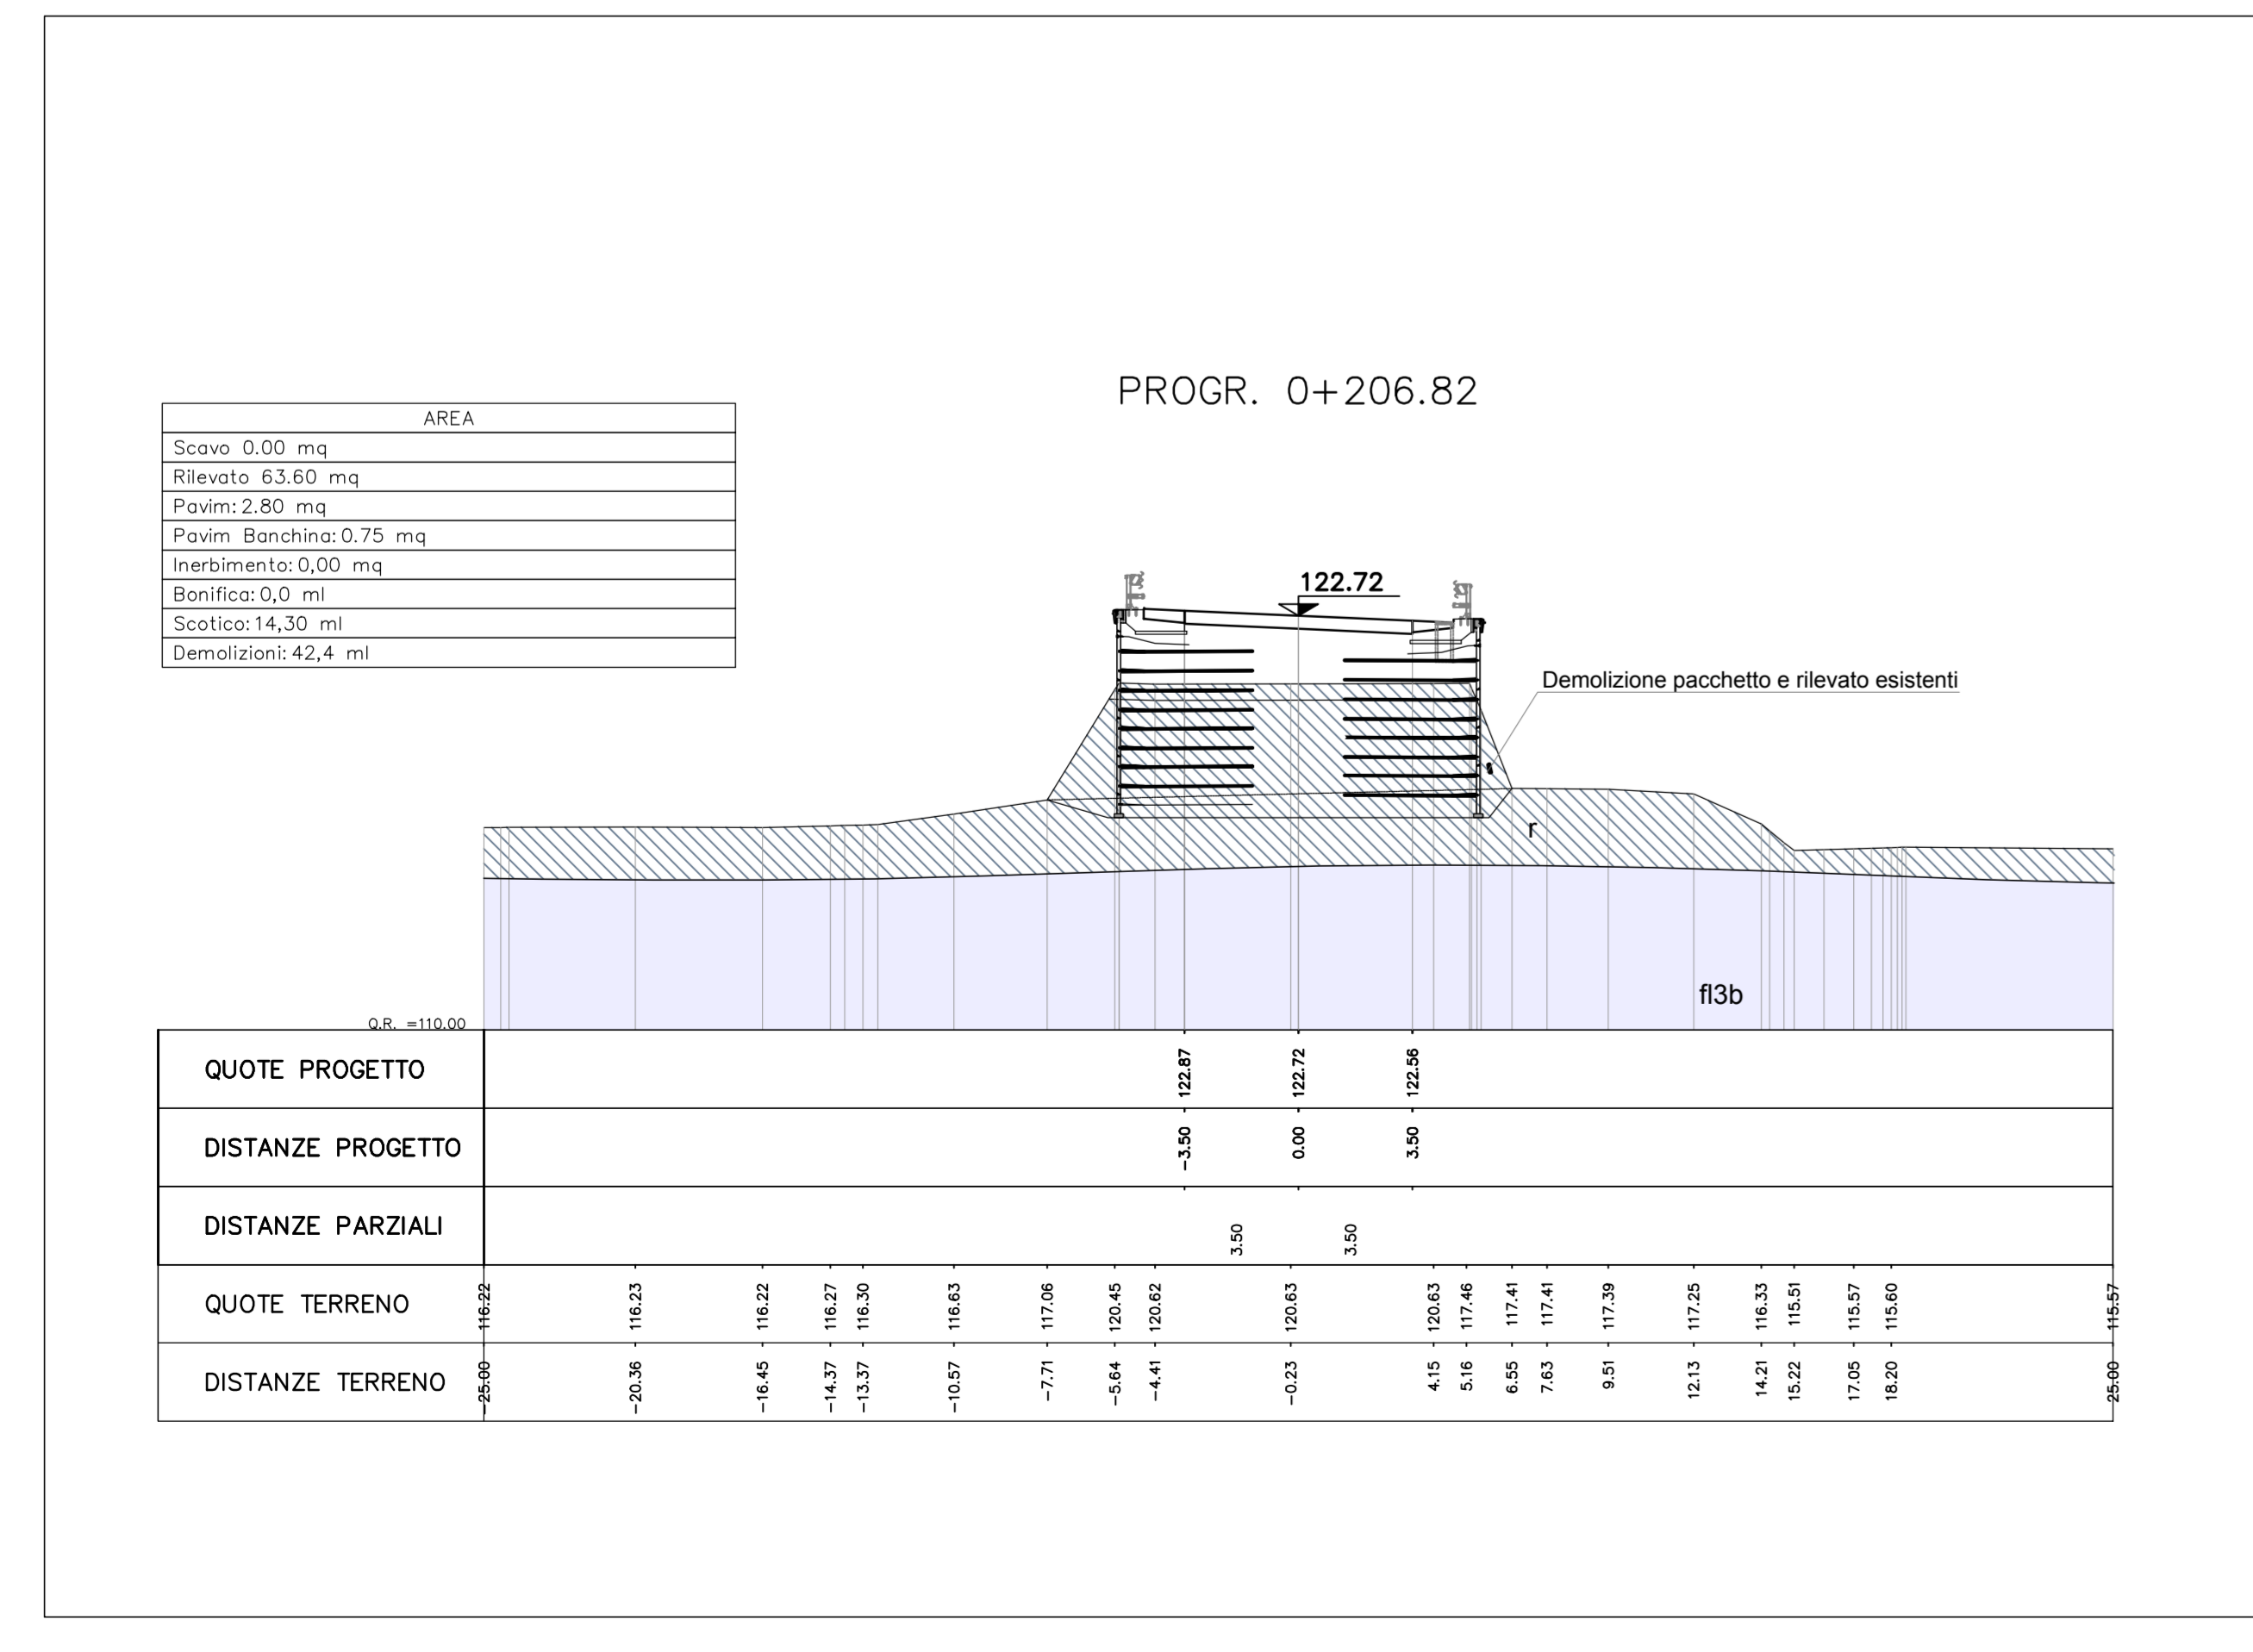 PROGR. 0+206.82
AREA
Scavo 0.00 mq
Rilevato 63.60 mq
Pavim: 2.80 mq
Pavim Banchina: 0.75 mq
Inerbimento: 0,00 mq
Bonifica: 0,0 ml
Scotico: 14,30 ml
Demolizioni: 42,4 ml
122.72
Demolizione pacchetto e rilevato esistenti
r
fl3b
Q.R. =110.00
QUOTE PROGETTO 122.87 122.72 122.56
DISTANZE PROGETTO -3.50 0.00 3.50
DISTANZE PARZIALI 3.50 3.50
QUOTE TERRENO 116.22 116.23 116.22 116.27 116.30 116.63 117.06 120.45 120.62 120.63 120.63 117.46 117.41 117.41 117.39 117.25 116.33 115.51 115.57 115.60 115.57
DISTANZE TERRENO -25.00 -20.36 -16.45 -14.37 -13.37 -10.57 -7.71 -5.64 -4.41 -0.23 4.15 5.16 6.55 7.63 9.51 12.13 14.21 15.22 17.05 18.20 25.00